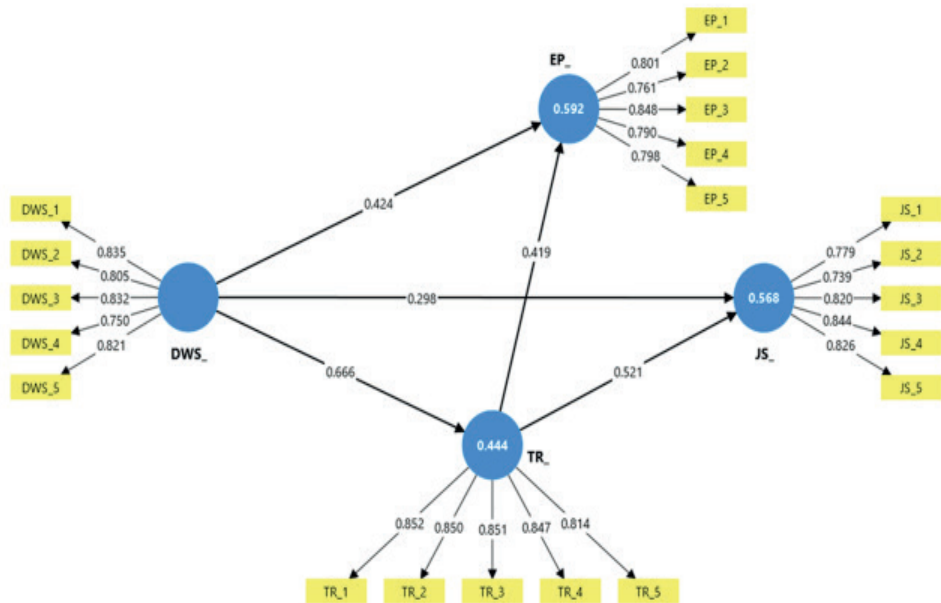 EP_1
EP_
0.801
EP_2
0.761
0.592
0.848
EP_3
0.790
EP_4
0.798
EP_5
DWS_1
0.424
JS_1
0.835
0.779
DWS_2
0.419
JS_2
0.805
0.739
DWS_3
0.832
0.298
0.568
0.820
JS_3
0.750
0.844
DWS_4
JS_4
0.821
0.826
DWS_
JS_
DWS_5
0.666
0.521
JS_5
0.444
TR_
0.852
0.850
0.851
0.847
0.814
TR_1
TR_2
TR_3
TR_4
TR_5